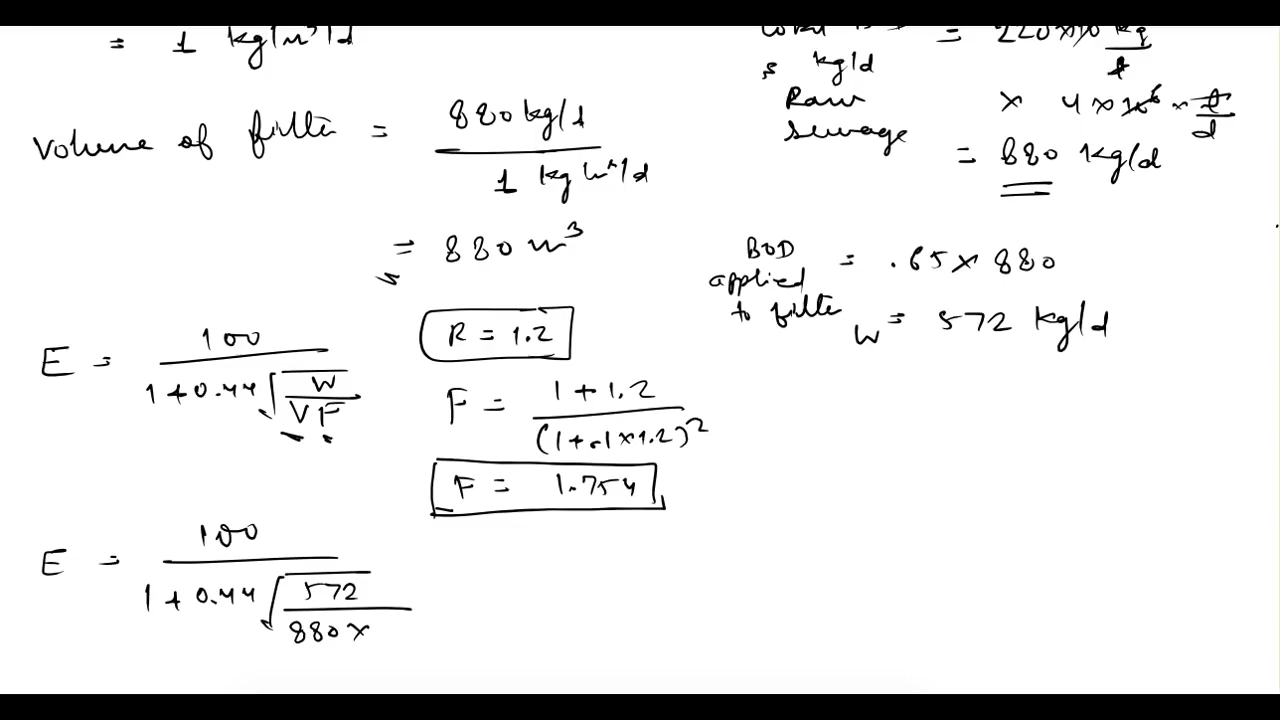 = 1 kg/m³/d
Volume of filter = 880 kg/d / 1 kg/m³/d
= 880 m³
E = 100 / 1 + 0.44 √ W / VF
R = 1.2
F = 1 + 1.2 / (1 + .1 x 1.2)²
F = 1.754
E = 100 / 1 + 0.44 √ 572 / 880 x
= 220 x kg
kg/d
Raw x 4 x 10⁶ x l/d
sewage
= 880 kg/d
BOD
applied = .65 x 880
to filter W = 572 kg/d